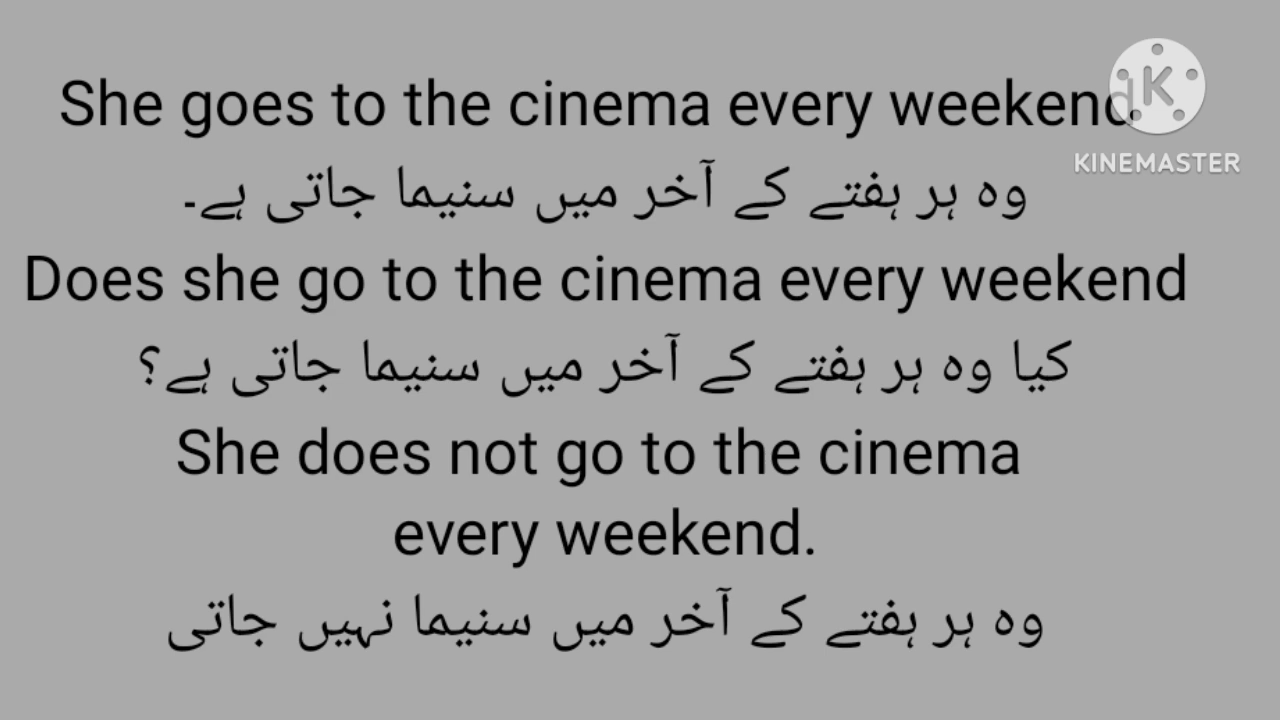 She goes to the cinema every weekend
وہ ہر ہفتے کے آخر میں سنیما جاتی ہے۔
Does she go to the cinema every weekend
کیا وہ ہر ہفتے کے آخر میں سنیما جاتی ہے؟
She does not go to the cinema
every weekend.
وہ ہر ہفتے کے آخر میں سنیما نہیں جاتی
K
KINEMASTER